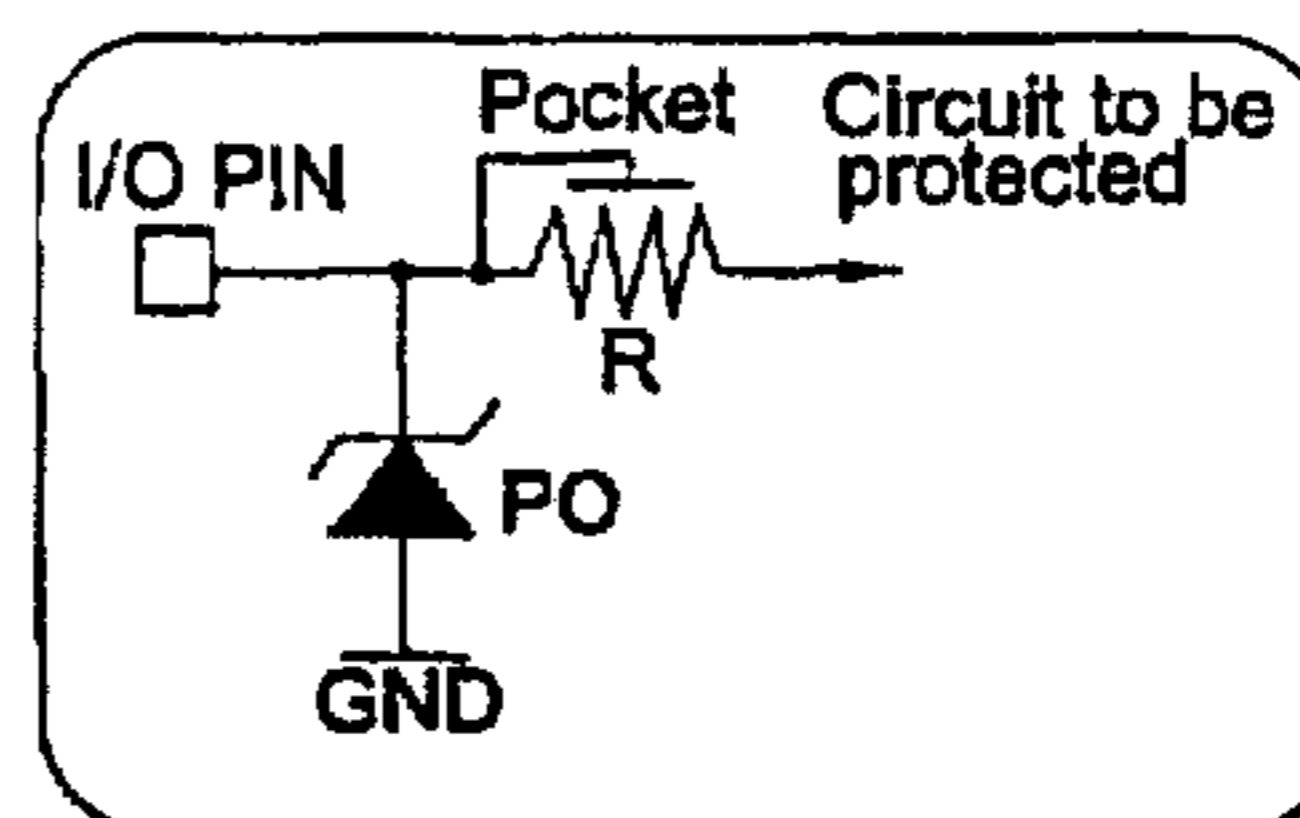 Pocket
Circuit to be
protected
I/O PIN
R
PO
GND